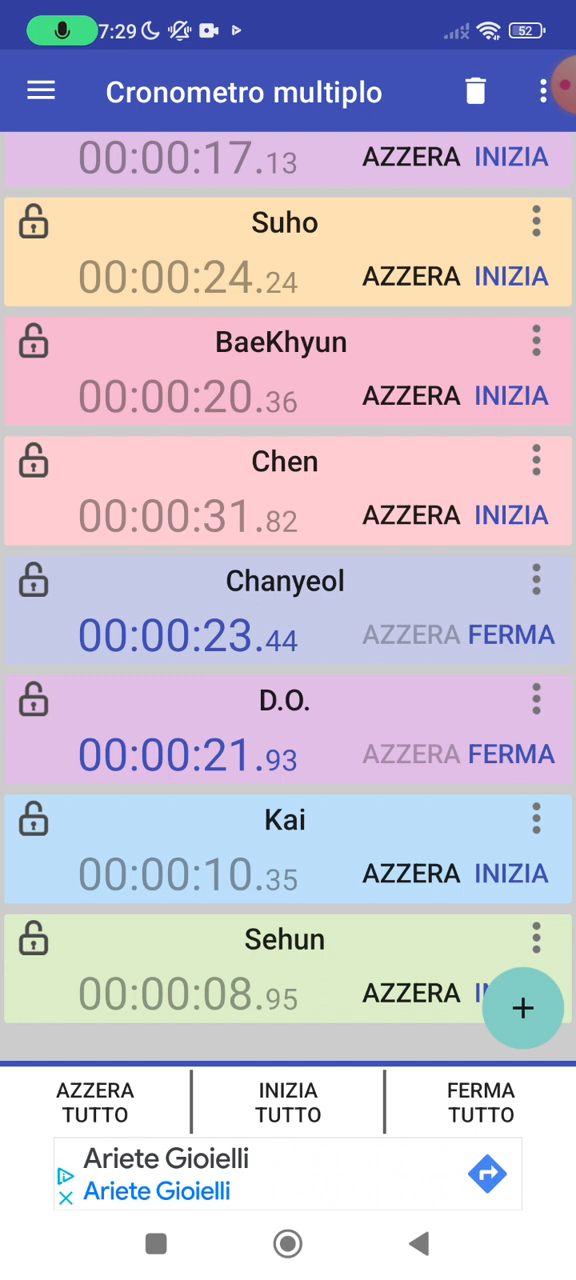 7:29
52
Cronometro multiplo
00:00:17.13 AZZERA INIZIA
Suho
00:00:24.24 AZZERA INIZIA
BaeKhyun
00:00:20.36 AZZERA INIZIA
Chen
00:00:31.82 AZZERA INIZIA
Chanyeol
00:00:23.44 AZZERA FERMA
D.O.
00:00:21.93 AZZERA FERMA
Kai
00:00:10.35 AZZERA INIZIA
Sehun
00:00:08.95 AZZERA
+
AZZERA TUTTO
INIZIA TUTTO
FERMA TUTTO
Ariete Gioielli
Ariete Gioielli